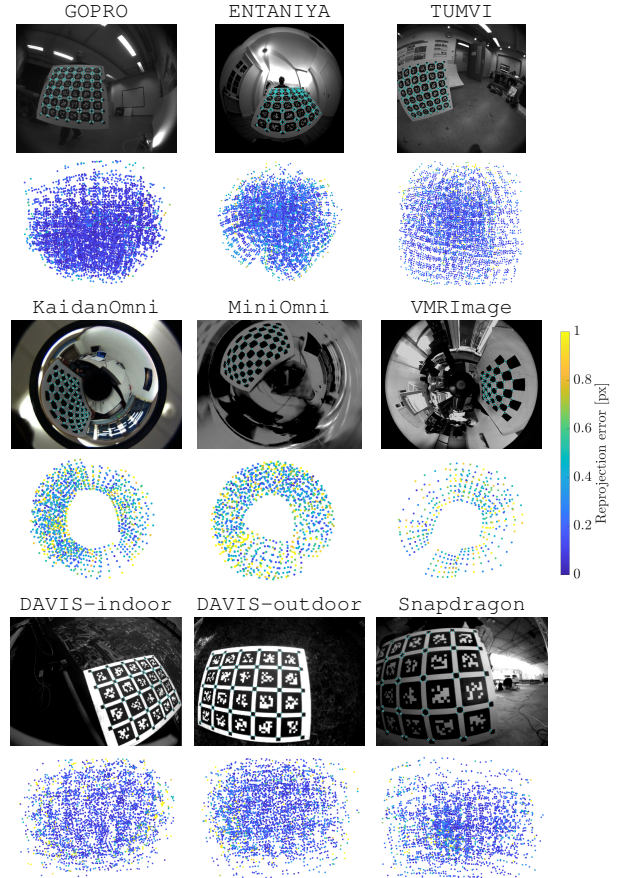 GOPRO ENTANIYA TUMVI
KaidanOmni MiniOmni VMRImage
1
0.8
0.6
0.4
0.2
0
Reprojection error [px]
DAVIS-indoor DAVIS-outdoor Snapdragon